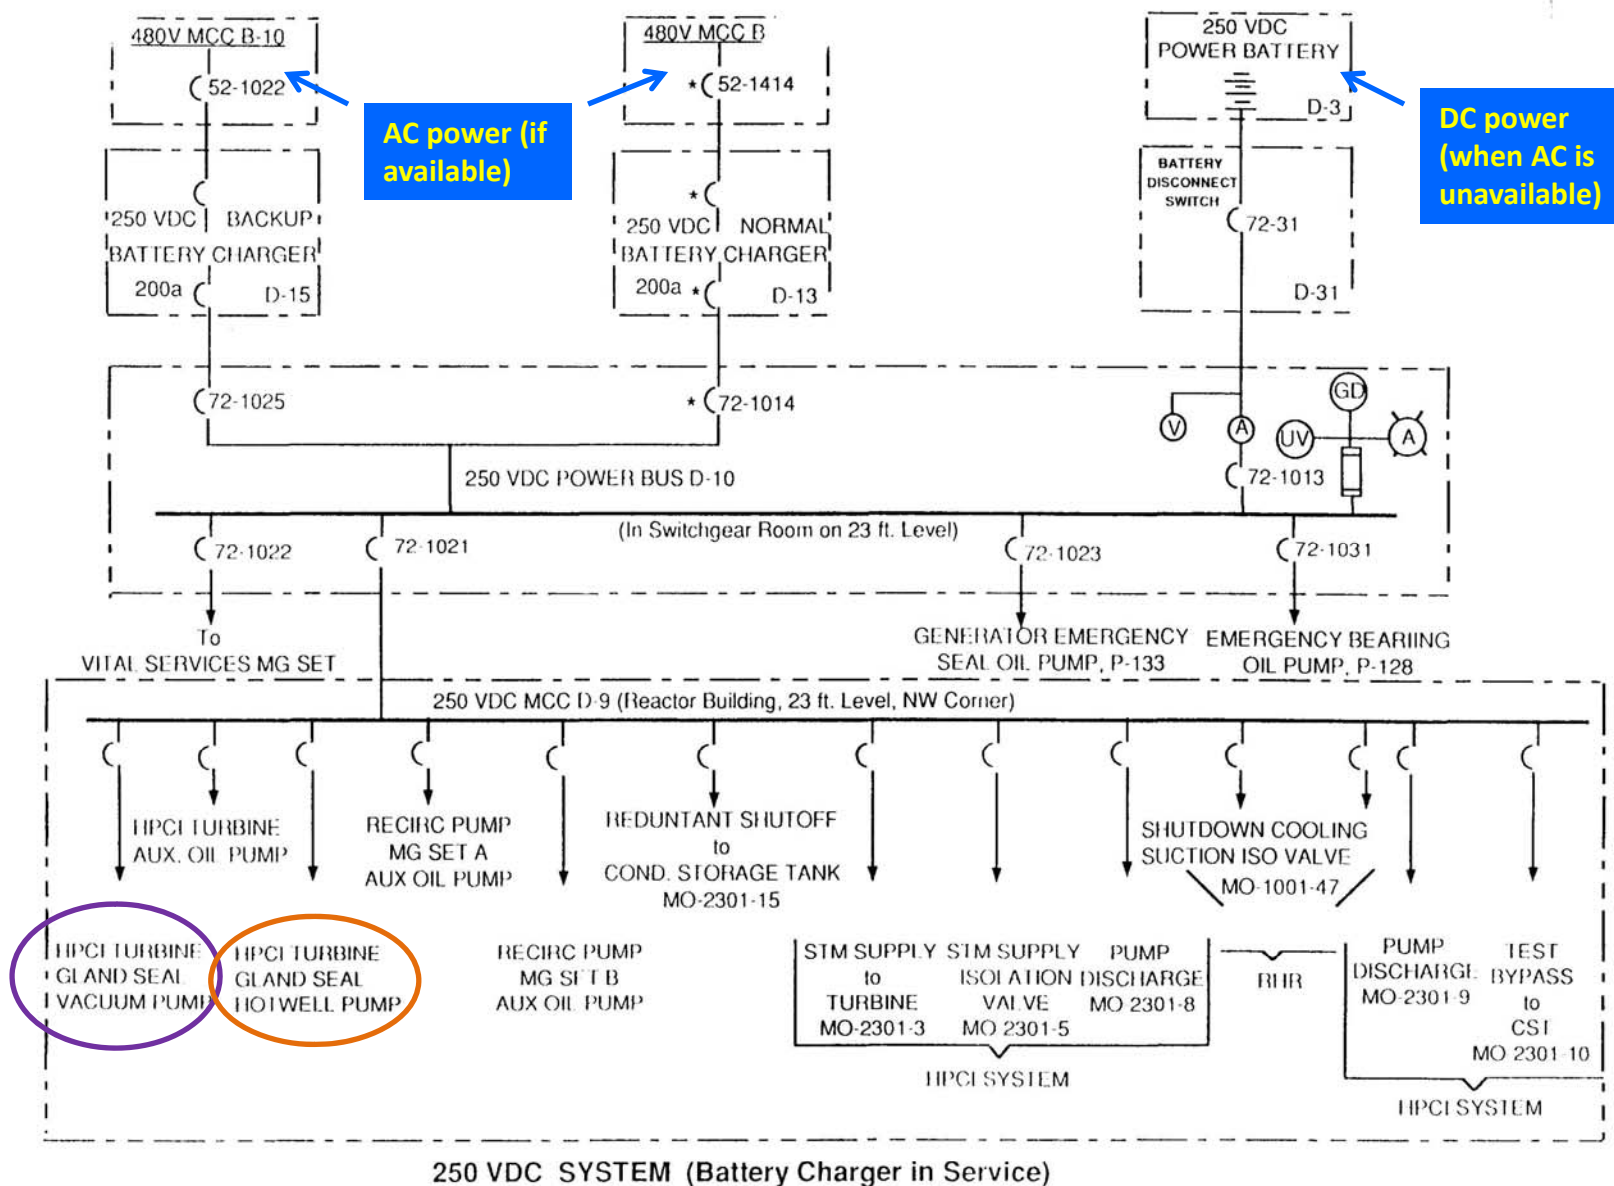 480V MCC B-10
52-1022
480V MCC B
* 52-1414
250 VDC
POWER BATTERY
D-3
AC power (if
available)
DC power
(when AC is
unavailable)
250 VDC BACKUP
BATTERY CHARGER
200a D-15
*
250 VDC NORMAL
BATTERY CHARGER
200a * D-13
BATTERY
DISCONNECT
SWITCH
72-31
D-31
72-1025
* 72-1014
V
A
GD
UV
A
72-1013
250 VDC POWER BUS D-10
(In Switchgear Room on 23 ft. Level)
72-1022
72-1021
72-1023
72-1031
To
VITAL SERVICES MG SET
GENERATOR EMERGENCY
SEAL OIL PUMP, P-133
EMERGENCY BEARIING
OIL PUMP, P-128
250 VDC MCC D-9 (Reactor Building, 23 ft. Level, NW Corner)
HPCI TURBINE
AUX. OIL PUMP
RECIRC PUMP
MG SET A
AUX OIL PUMP
REDUNTANT SHUTOFF
to
COND. STORAGE TANK
MO-2301-15
SHUTDOWN COOLING
SUCTION ISO VALVE
MO-1001-47
HPCI TURBINE
GLAND SEAL
VACUUM PUMP
HPCI TURBINE
GLAND SEAL
HOTWELL PUMP
RECIRC PUMP
MG SET B
AUX OIL PUMP
STM SUPPLY
to
TURBINE
MO-2301-3
STM SUPPLY
ISOLATION
VALVE
MO 2301-5
PUMP
DISCHARGE
MO 2301-8
RHR
PUMP
DISCHARGE
MO-2301-9
TEST
BYPASS
to
CST
MO 2301-10
HPCI SYSTEM
HPCI SYSTEM
250 VDC SYSTEM (Battery Charger in Service)